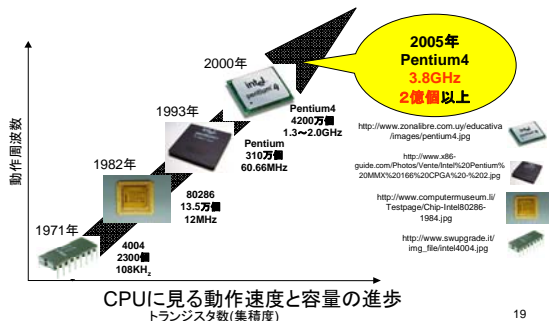 2000年
2005年
Pentium4
3.8GHz
2億個以上
1993年
Pentium4
4200万個
1.3〜2.0GHz
http://www.zonalibre.com.uy/educativa
/images/pentium4.jpg
動作周波数
1982年
Pentium
310万個
60.66MHz
http://www.x86-
guide.com/Photos/Vente/Intel%20Pentium%
20MMX%20166%20CPGA%20-%202.jpg
80286
13.5万個
12MHz
http://www.computermuseum.li/
Testpage/Chip-Intel80286-
1984.jpg
1971年
4004
2300個
108KHz
http://www.swupgrade.it/
img_file/intel4004.jpg
CPUに見る動作速度と容量の進歩
トランジスタ数(集積度)
19